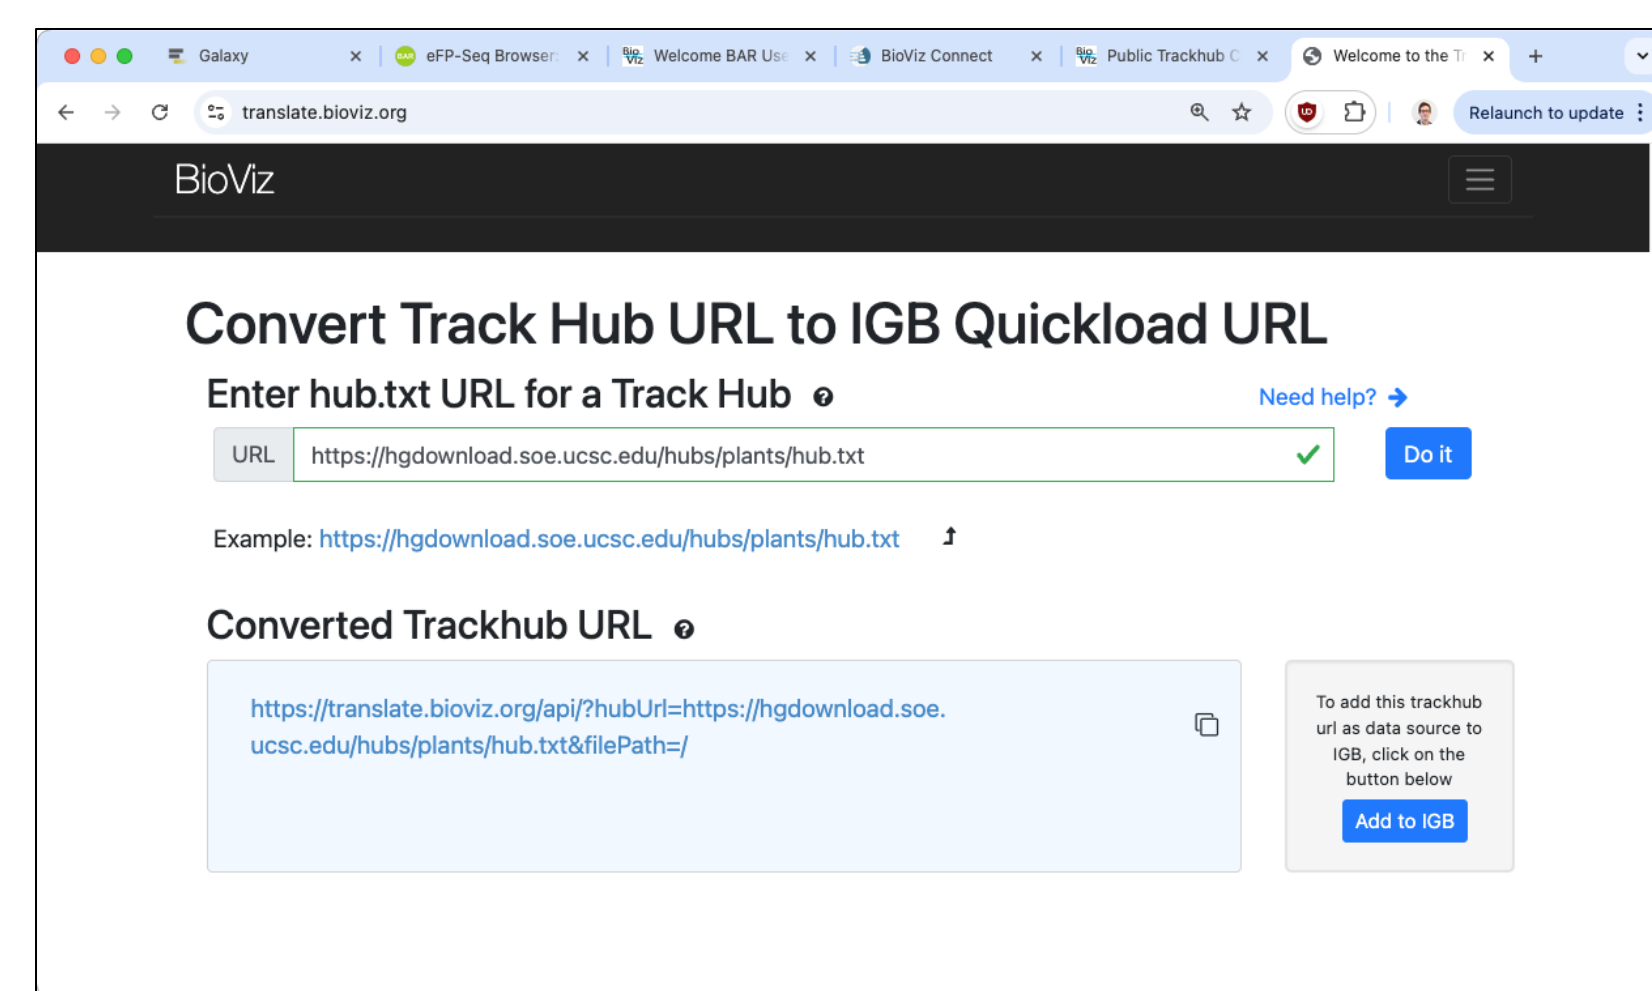 Galaxy
eFP-Seq Browser:
Welcome BAR Use
BioViz Connect
Public Trackhub C
Welcome to the Tr
translate.bioviz.org
Relaunch to update
BioViz
Convert Track Hub URL to IGB Quickload URL
Enter hub.txt URL for a Track Hub
Need help?
URL
https://hgdownload.soe.ucsc.edu/hubs/plants/hub.txt
Do it
Example: https://hgdownload.soe.ucsc.edu/hubs/plants/hub.txt
Converted Trackhub URL
https://translate.bioviz.org/api/?hubUrl=https://hgdownload.soe.
ucsc.edu/hubs/plants/hub.txt&filePath=/
To add this trackhub
url as data source to
IGB, click on the
button below
Add to IGB